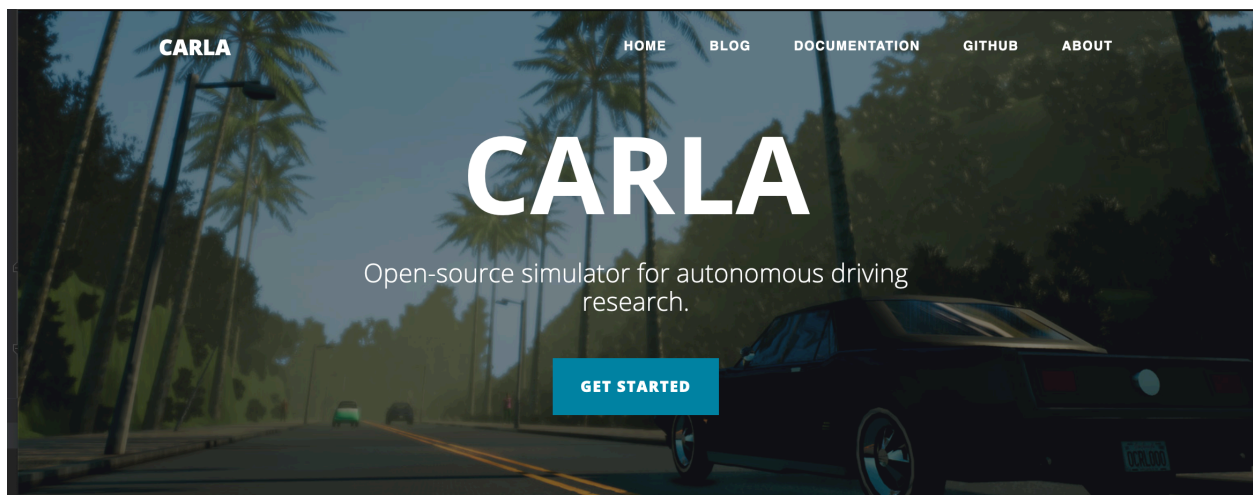 CARLA
HOME BLOG DOCUMENTATION GITHUB ABOUT
CARLA
Open-source simulator for autonomous driving
research.
GET STARTED